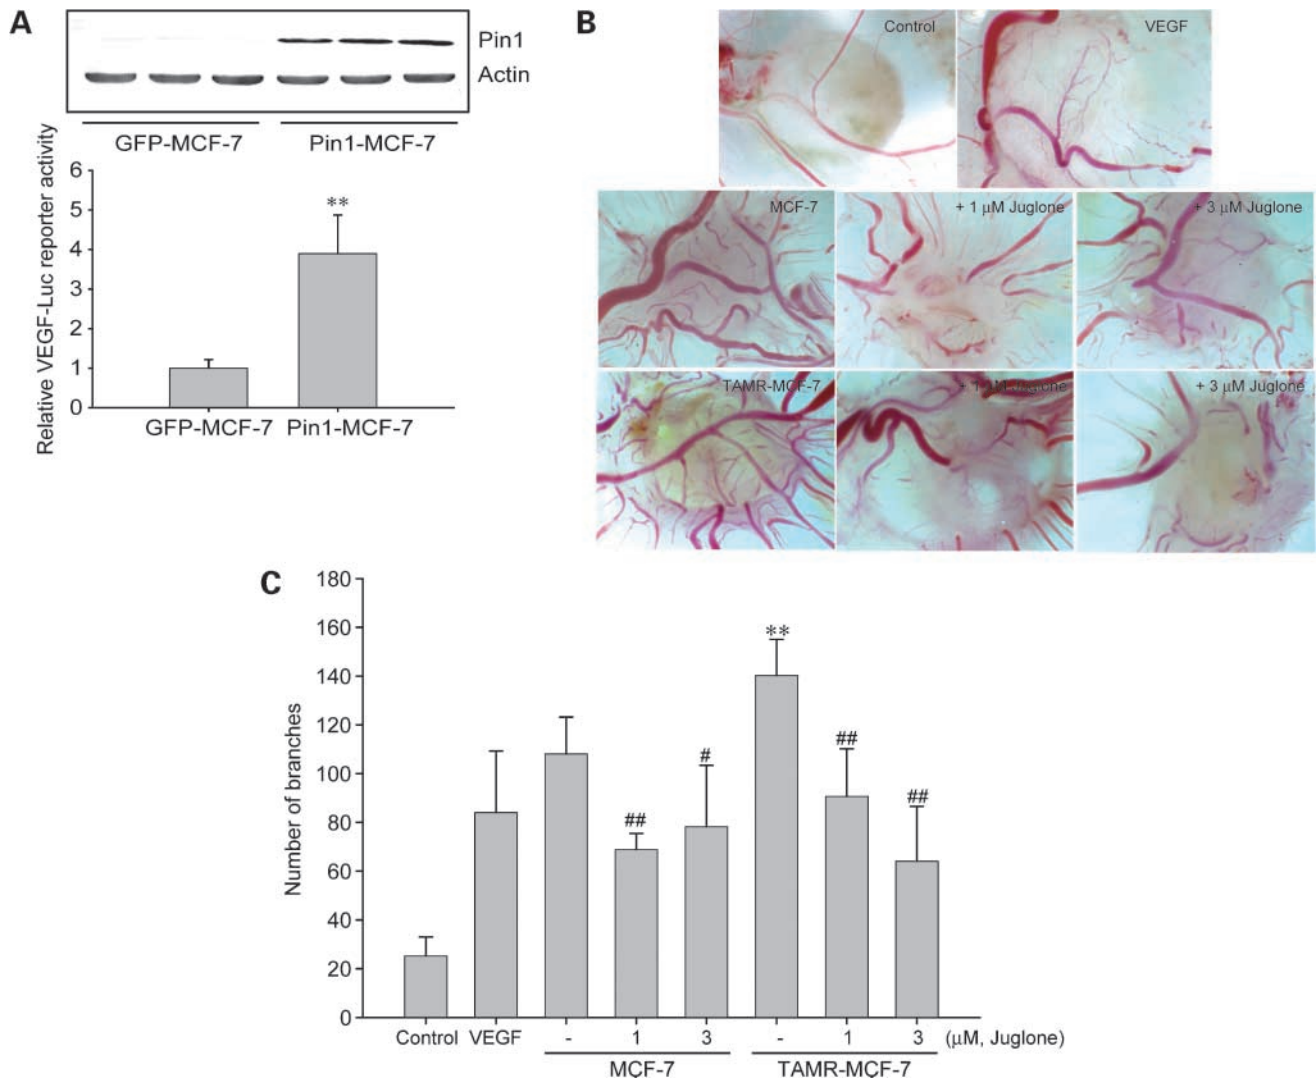 A
Pin1
Actin
GFP-MCF-7 Pin1-MCF-7
Relative VEGF-Luc reporter activity
6
5
4
3
2
1
0
**
GFP-MCF-7 Pin1-MCF-7
B
Control
VEGF
MCF-7
+ 1 μM Juglone
+ 3 μM Juglone
TAMR-MCF-7
+ 1 μM Juglone
+ 3 μM Juglone
C
Number of branches
180
160
140
120
100
80
60
40
20
0
##
#
**
##
##
Control VEGF - 1 3 - 1 3 (μM, Juglone)
MCF-7 TAMR-MCF-7